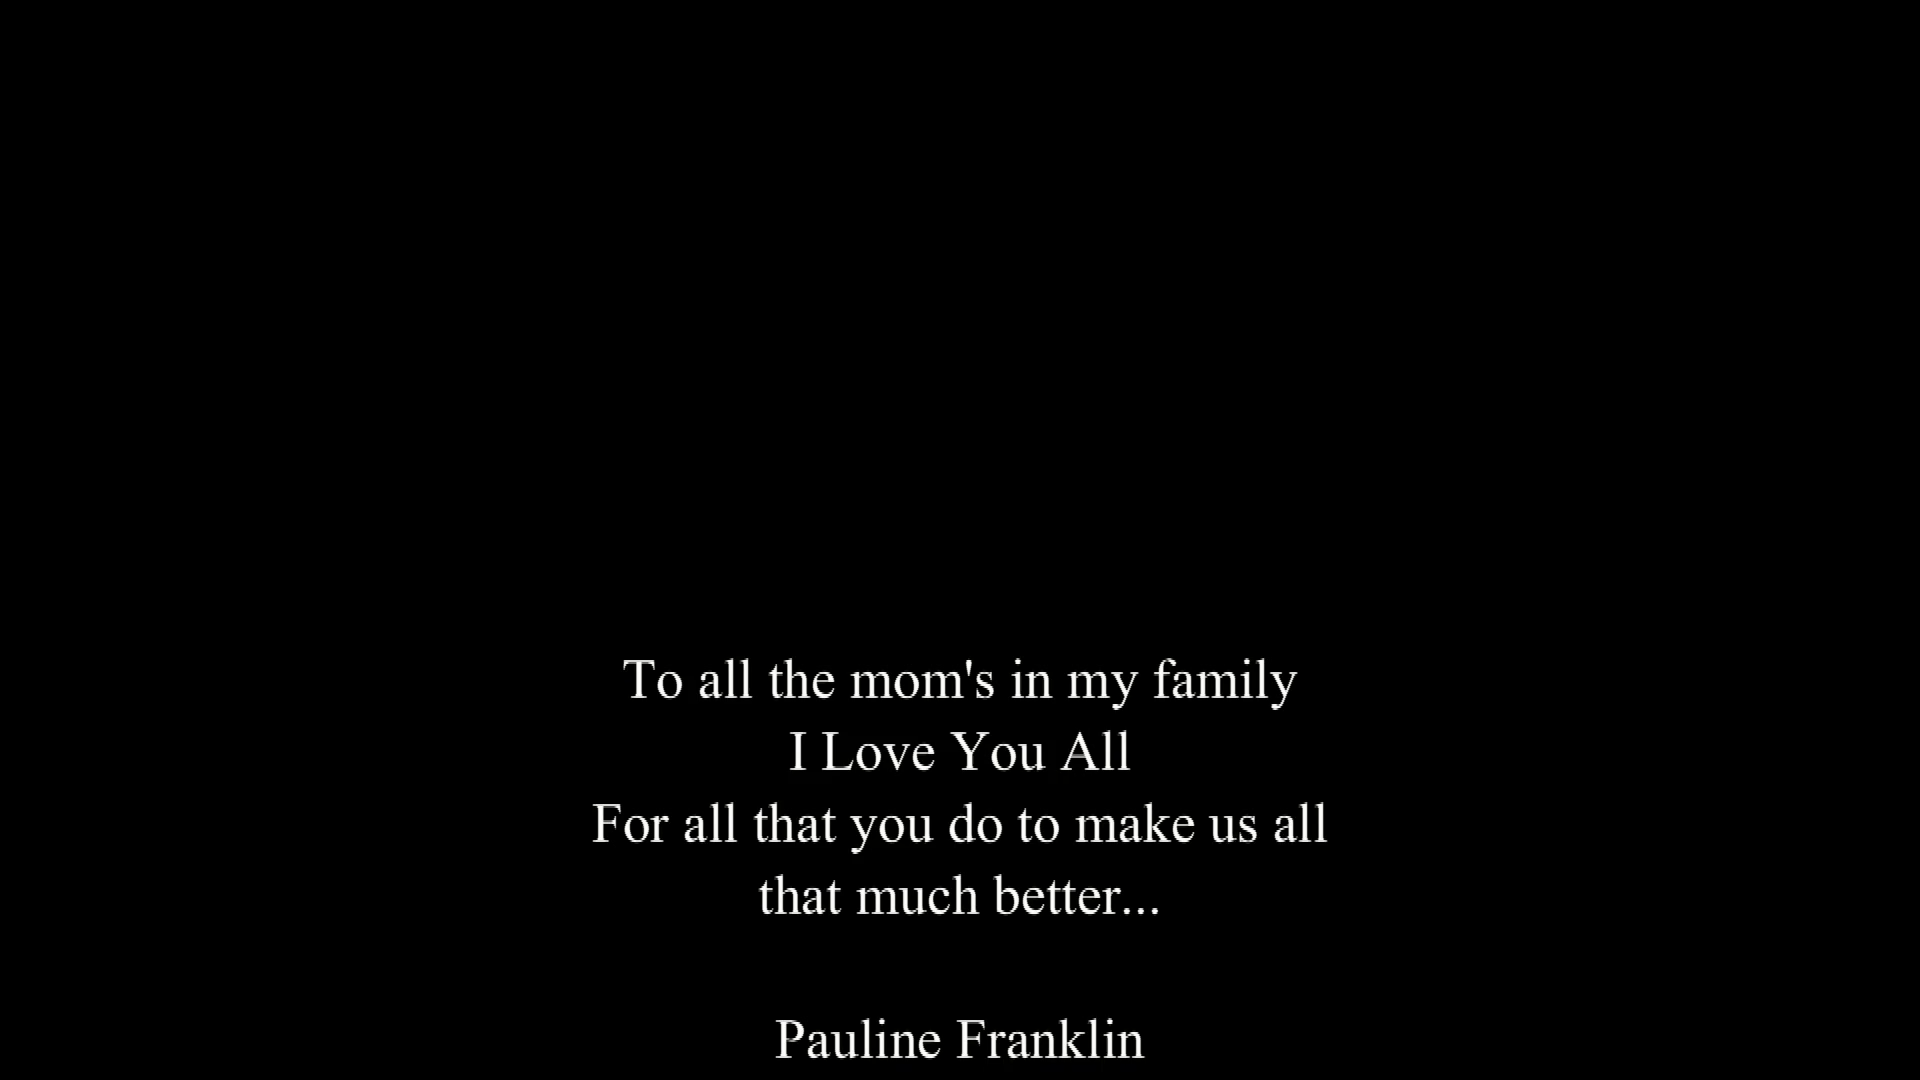 To all the mom's in my family
I Love You All
For all that you do to make us all
that much better...
Pauline Franklin